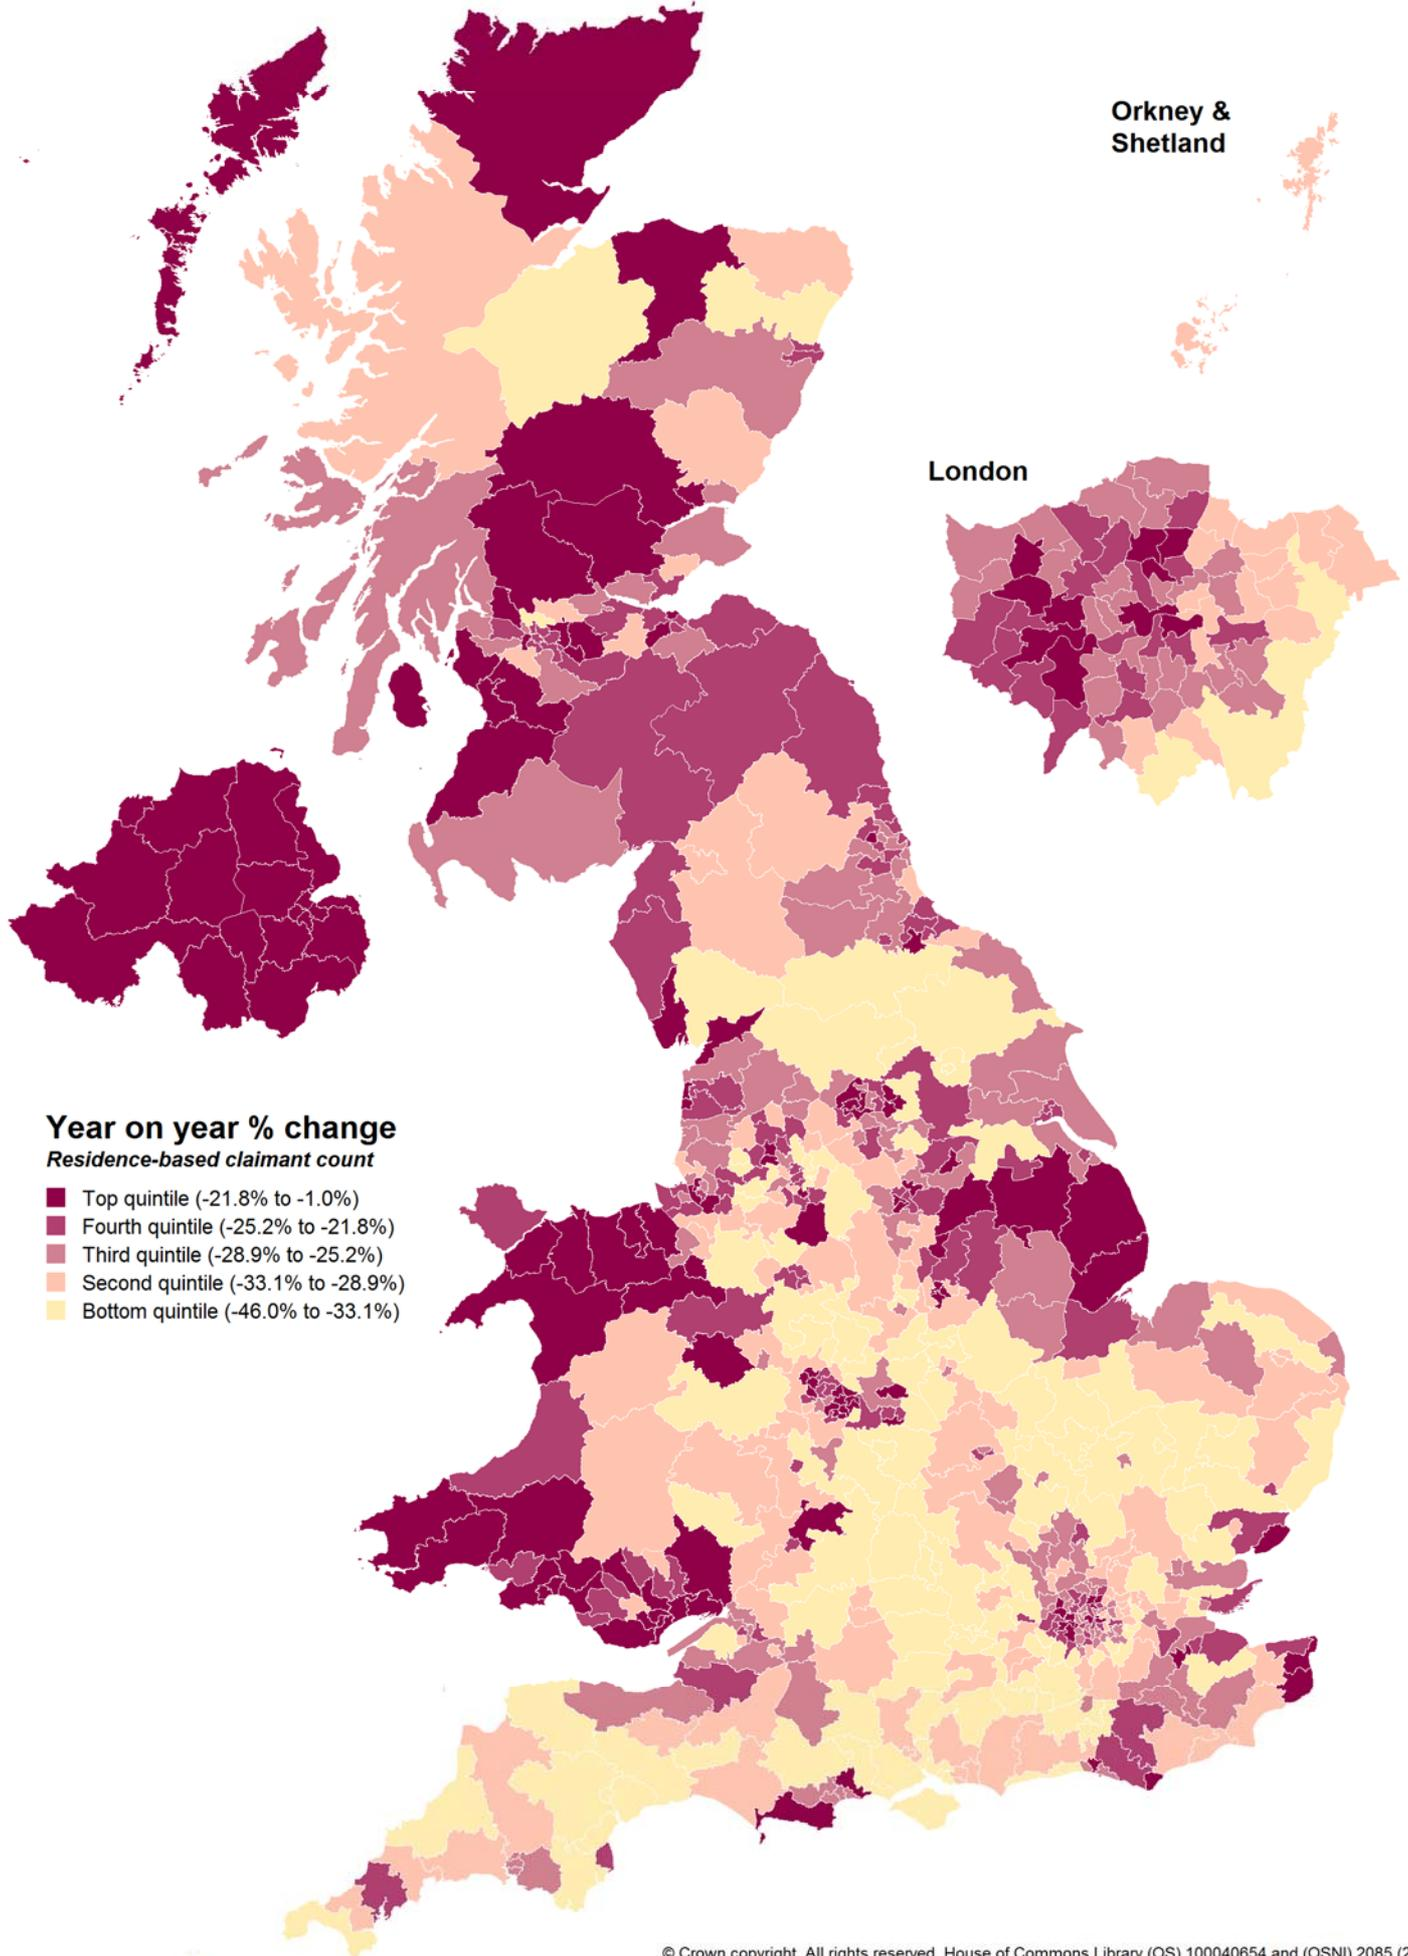 Orkney &
Shetland
London
Year on year % change
Residence-based claimant count
Top quintile (-21.8% to -1.0%)
Fourth quintile (-25.2% to -21.8%)
Third quintile (-28.9% to -25.2%)
Second quintile (-33.1% to -28.9%)
Bottom quintile (-46.0% to -33.1%)
© Crown copyright. All rights reserved. House of Commons Library (OS) 100040654 and (OSNI) 2085 (2